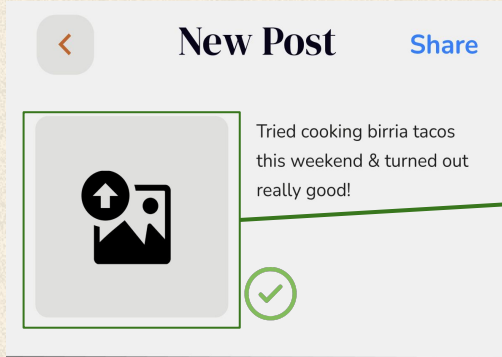 New Post
Share
Tried cooking birria tacos
this weekend & turned out
really good!